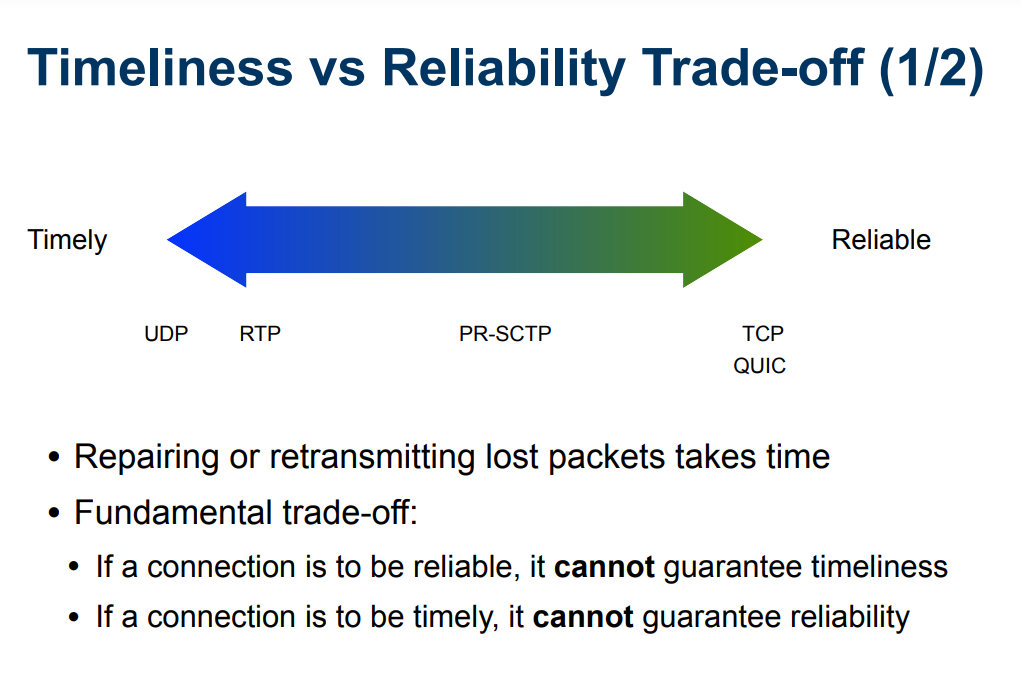 Timeliness vs Reliability Trade-off (1/2)
Timely
Reliable
UDP RTP PR-SCTP TCP
QUIC
• Repairing or retransmitting lost packets takes time
• Fundamental trade-off:
• If a connection is to be reliable, it cannot guarantee timeliness
• If a connection is to be timely, it cannot guarantee reliability